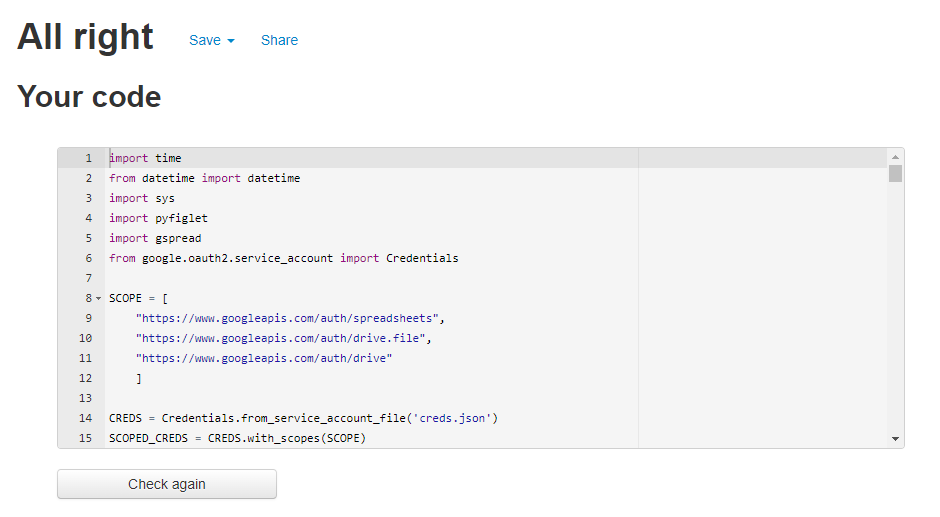 All right Save Share
Your code
1 import time
2 from datetime import datetime
3 import sys
4 import pyfiglet
5 import gspread
6 from google.oauth2.service_account import Credentials
7
8 SCOPE = [
9 "https://www.googleapis.com/auth/spreadsheets",
10 "https://www.googleapis.com/auth/drive.file",
11 "https://www.googleapis.com/auth/drive"
12 ]
13
14 CREDS = Credentials.from_service_account_file('creds.json')
15 SCOPED_CREDS = CREDS.with_scopes(SCOPE)
Check again